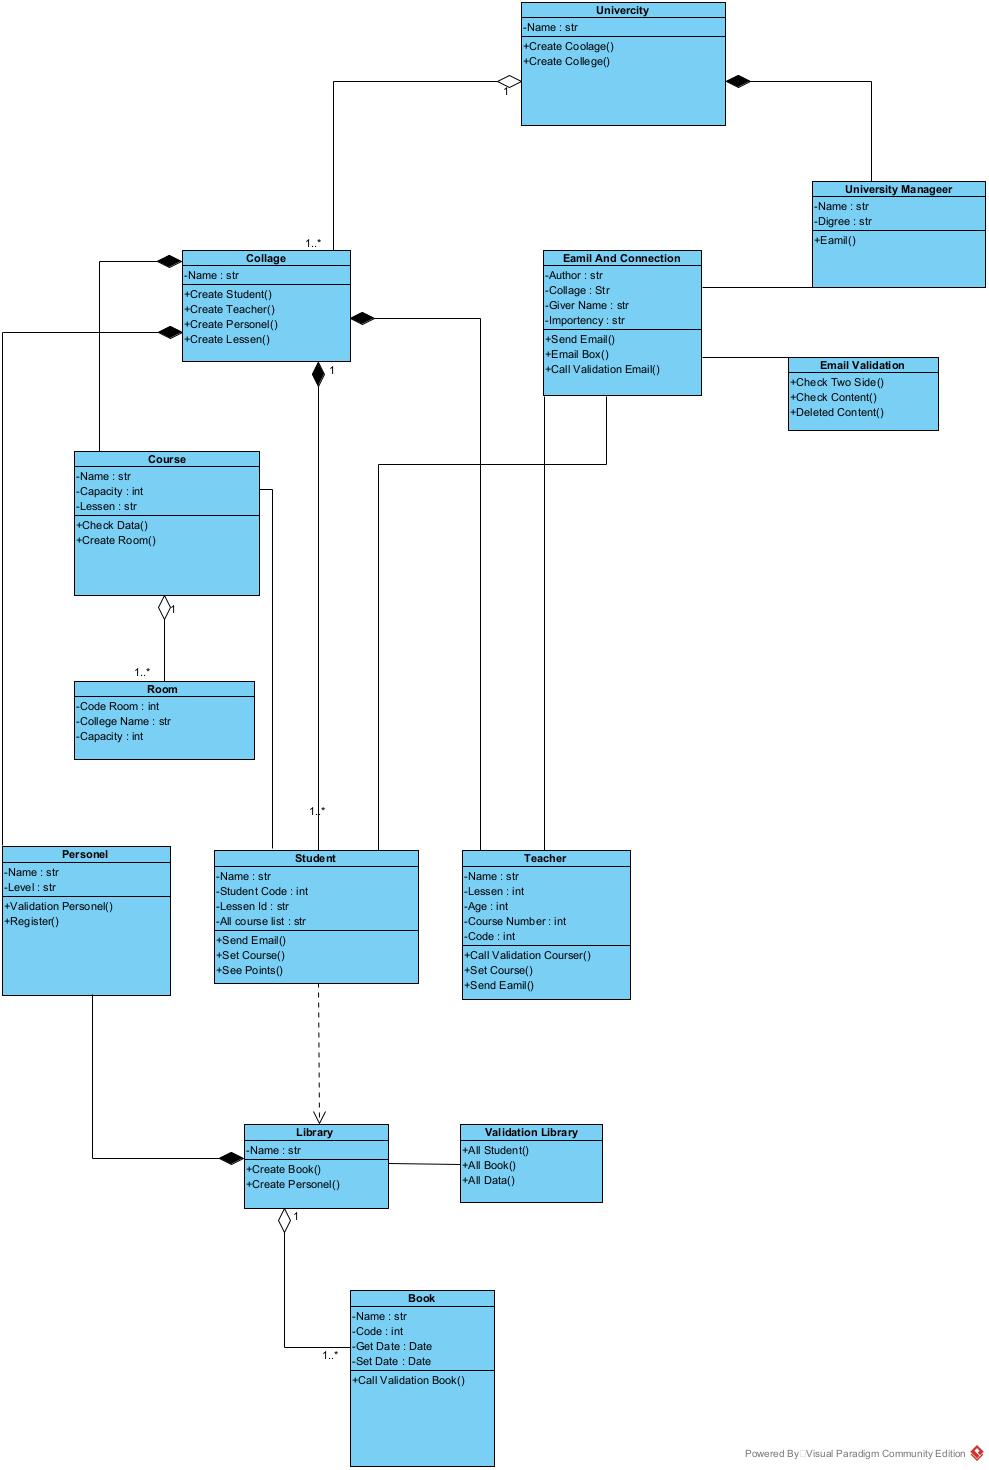 Univercity
-Name : str
+Create Coolage()
+Create College()
1
University Manageer
-Name : str
-Digree : str
+Eamil()
1..*
Collage
-Name : str
+Create Student()
+Create Teacher()
+Create Personel()
+Create Lessen()
1
Eamil And Connection
-Author : str
-Collage : Str
-Giver Name : str
-Importency : str
+Send Email()
+Email Box()
+Call Validation Email()
Email Validation
+Check Two Side()
+Check Content()
+Deleted Content()
Course
-Name : str
-Capacity : int
-Lessen : str
+Check Data()
+Create Room()
1
1..*
Room
-Code Room : int
-College Name : str
-Capacity : int
1..*
Personel
-Name : str
-Level : str
+Validation Personel()
+Register()
Student
-Name : str
-Student Code : int
-Lessen Id : str
-All course list : str
+Send Email()
+Set Course()
+See Points()
Teacher
-Name : str
-Lessen : int
-Age : int
-Course Number : int
-Code : int
+Call Validation Courser()
+Set Course()
+Send Eamil()
Library
-Name : str
+Create Book()
+Create Personel()
1
Validation Library
+All Student()
+All Book()
+All Data()
1..*
Book
-Name : str
-Code : int
-Get Date : Date
-Set Date : Date
+Call Validation Book()
Powered By Visual Paradigm Community Edition